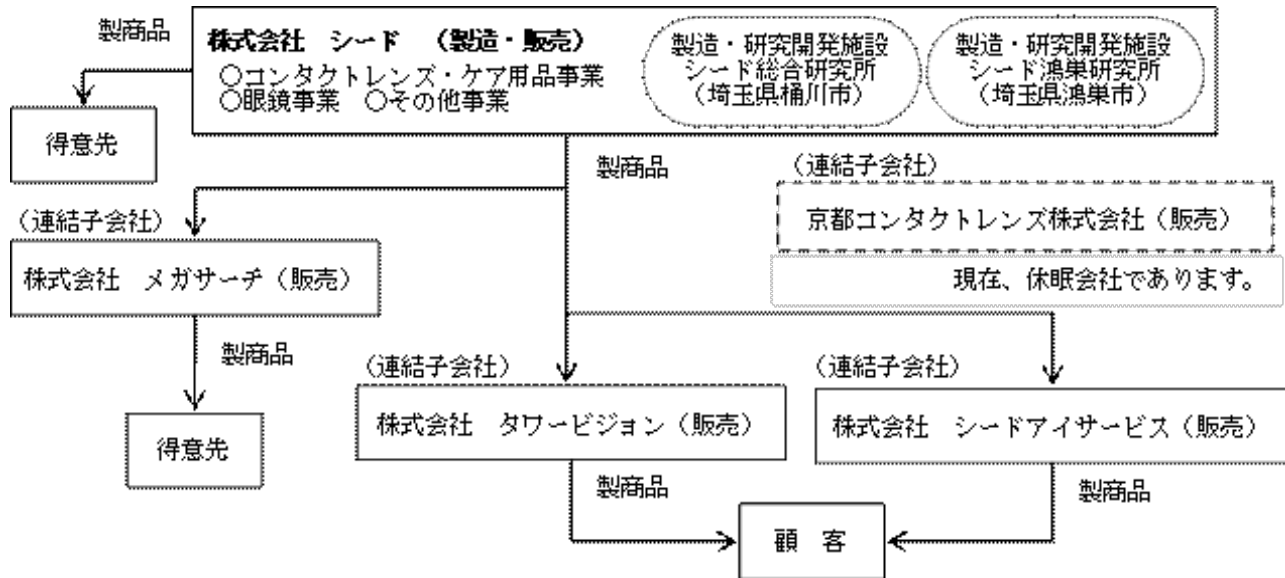 製商品
株式会社　シード　（製造・販売）
○コンタクトレンズ・ケア用品事業
○眼鏡事業　○その他事業
製造・研究開発施設
シード総合研究所
（埼玉県桶川市）
製造・研究開発施設
シード鴻巣研究所
（埼玉県鴻巣市）
得意先
製商品
（連結子会社）
京都コンタクトレンズ株式会社（販売）
現在、休眠会社であります。
（連結子会社）
株式会社　メガサーチ（販売）
製商品
得意先
（連結子会社）
株式会社　タワービジョン（販売）
（連結子会社）
株式会社　シードアイサービス（販売）
製商品
製商品
顧　客